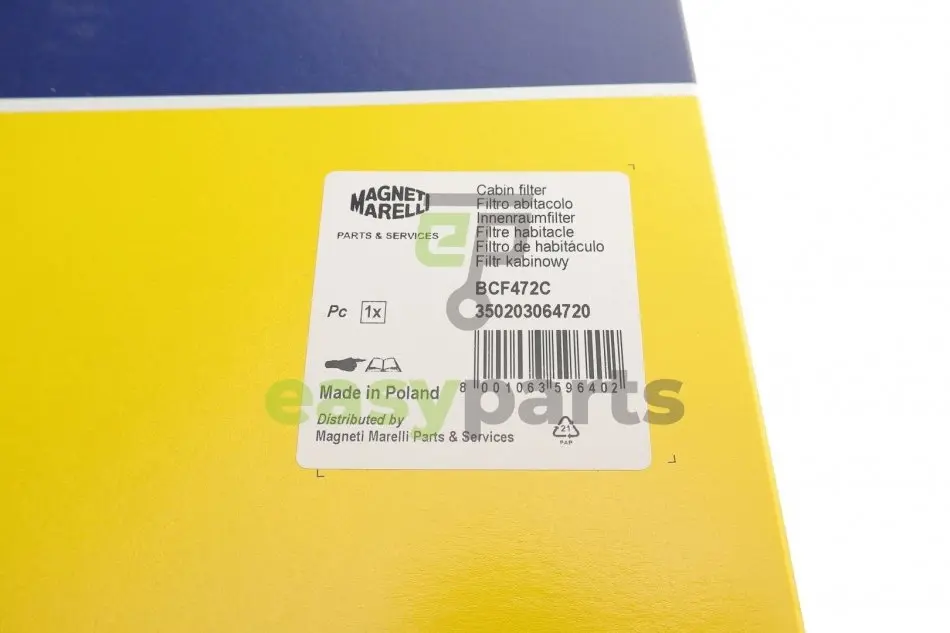 MAGNETI
MARELLI
PARTS & SERVICES
Cabin filter
Filtro abitacolo
Innenraumfilter
Filtre habitacle
Filtro de habitáculo
Filtr kabinowy
BCF472C
350203064720
Pc 1x
8 001063 596402
Made in Poland
Distributed by
Magneti Marelli Parts & Services
21
PAP
ep
easyparts